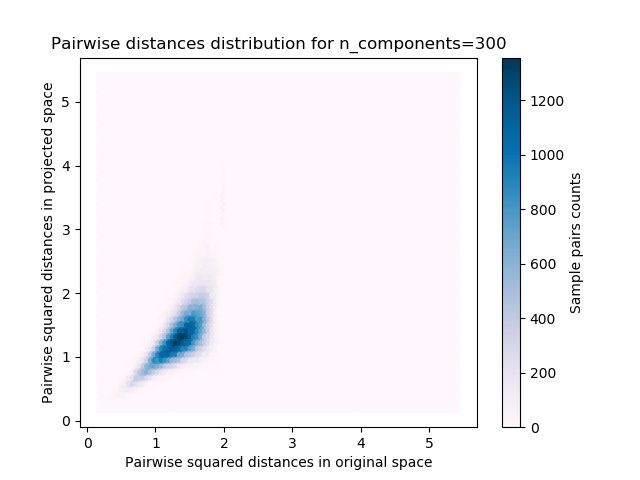 Pairwise distances distribution for n_components=300
Pairwise squared distances in projected space
5
4
3
2
1
0
0 1 2 3 4 5
Pairwise squared distances in original space
1200
1000
800
600
400
200
0
Sample pairs counts